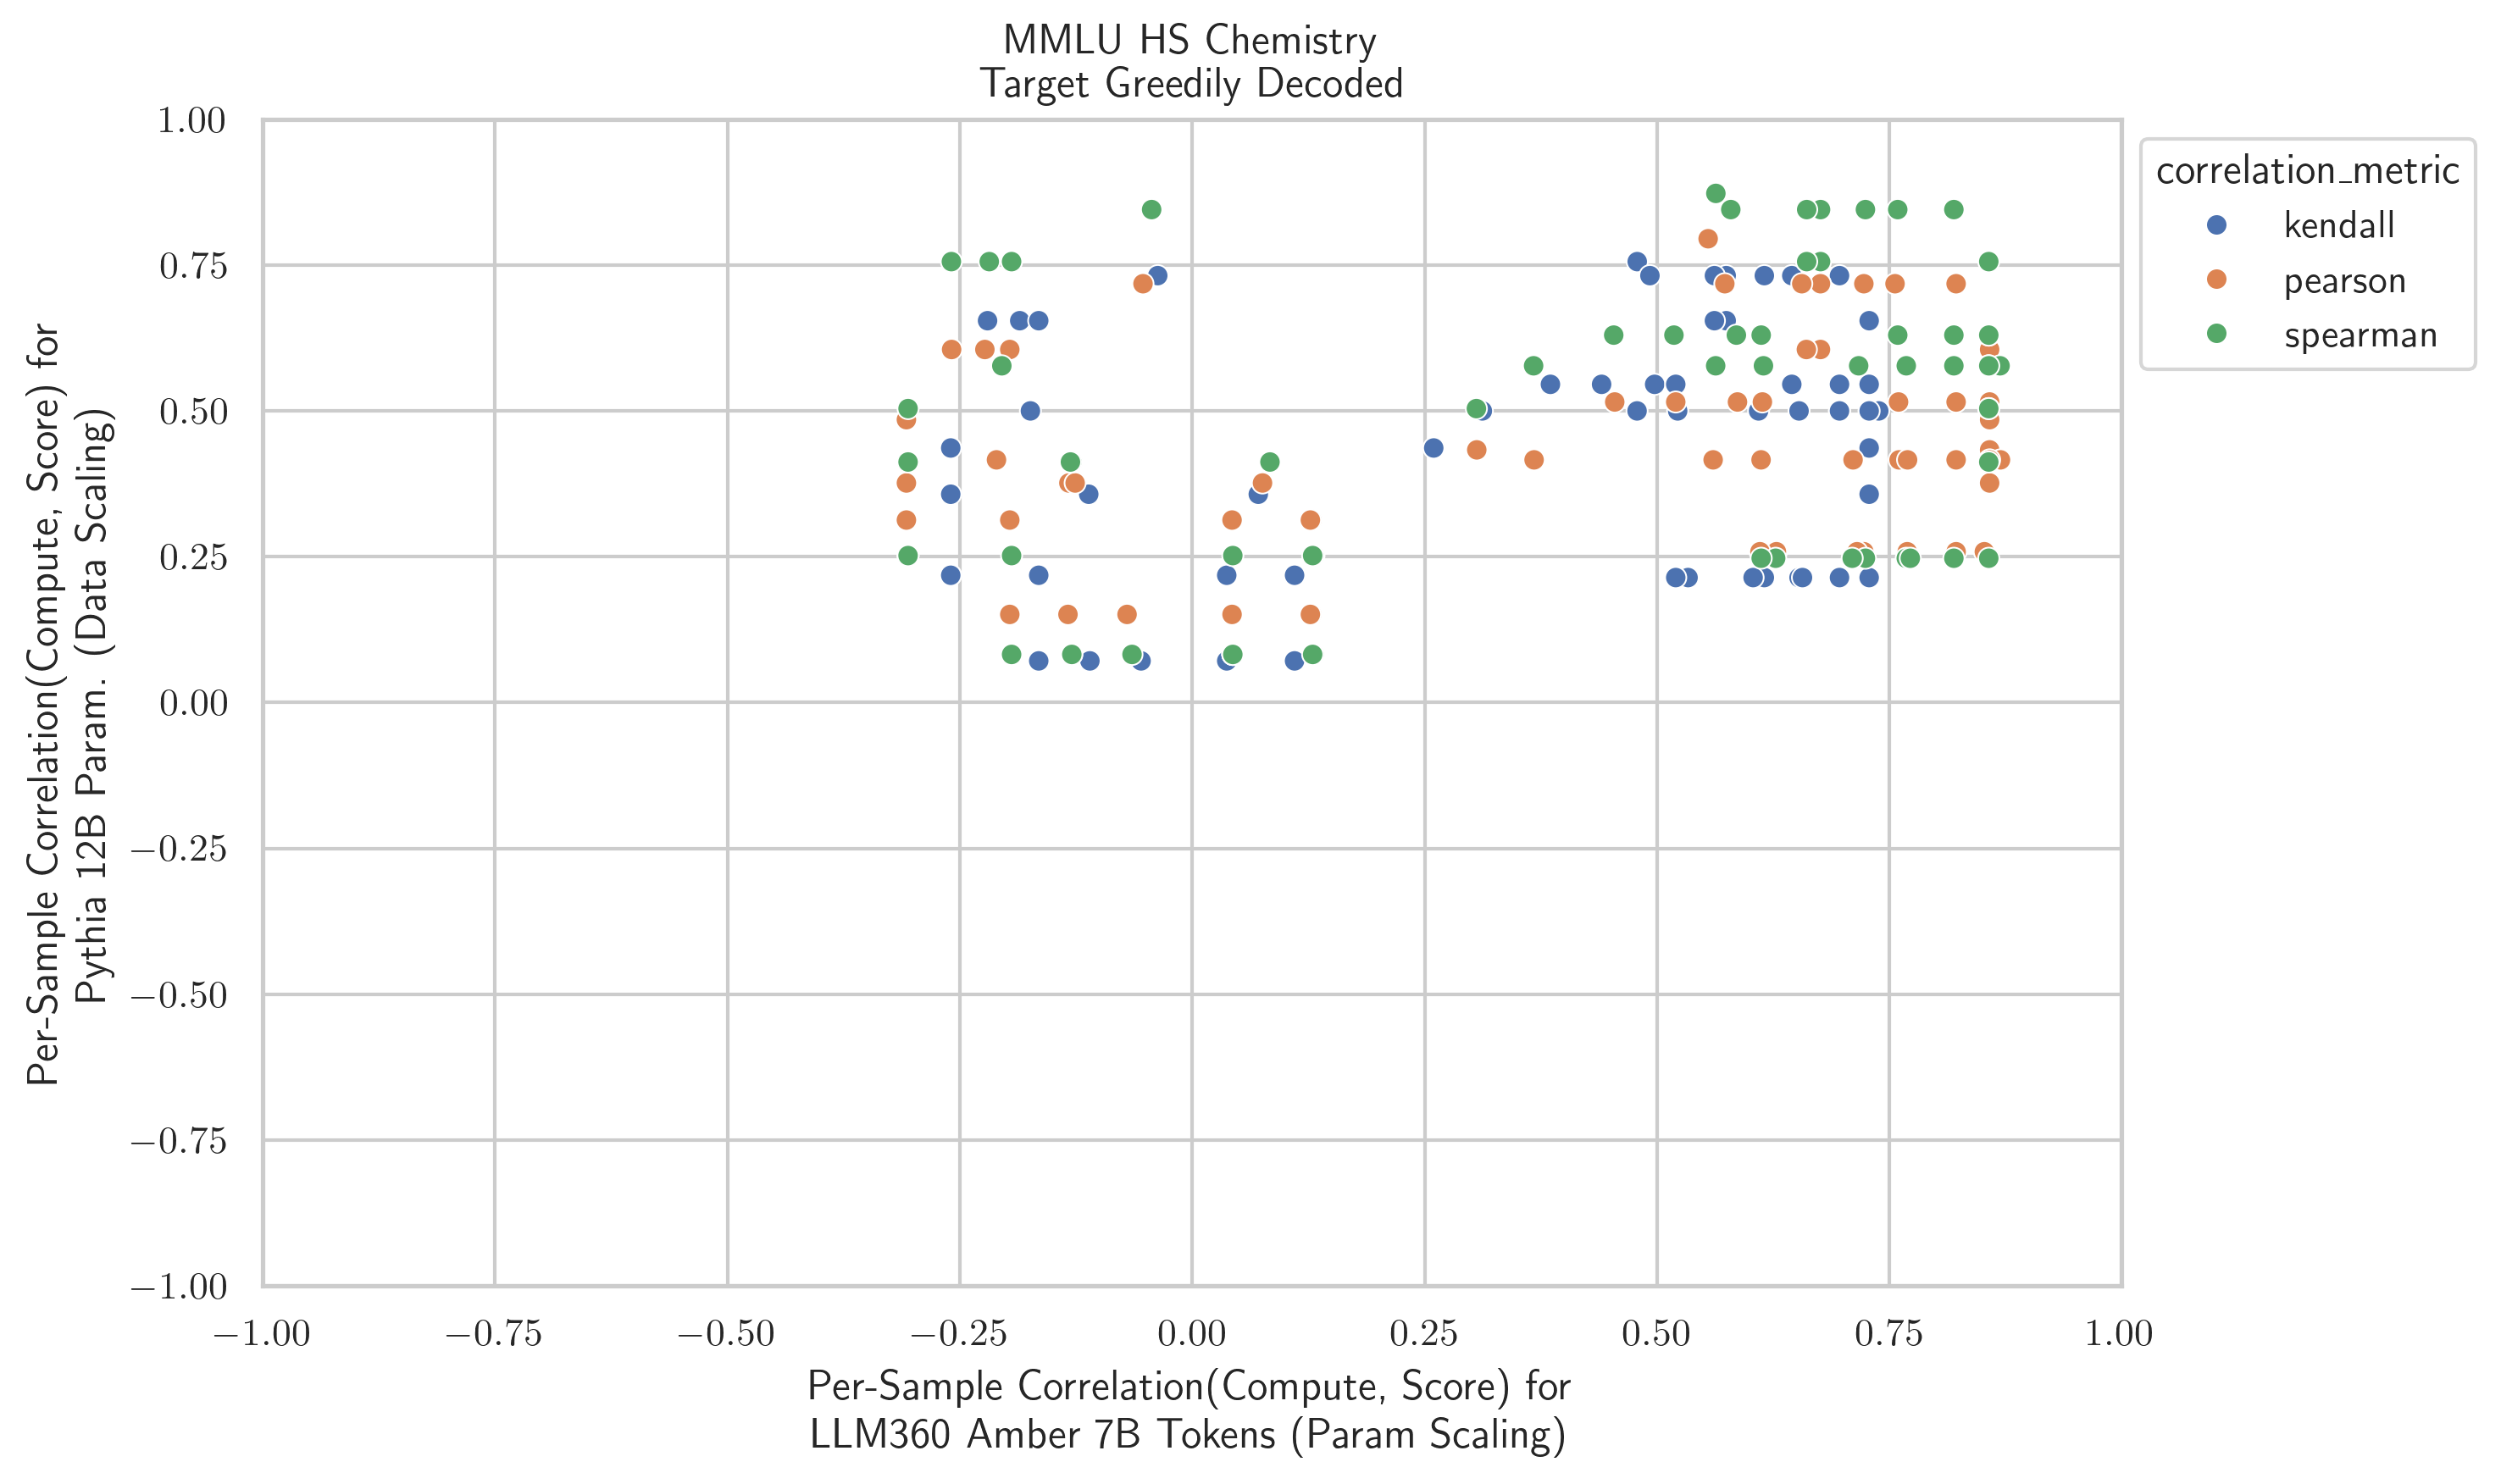 MMLU HS Chemistry
Target Greedily Decoded
1.00
0.75
0.50
0.25
0.00
−0.25
−0.50
−0.75
−1.00
Per-Sample Correlation(Compute, Score) for
Pythia 12B Param. (Data Scaling)
−1.00 −0.75 −0.50 −0.25 0.00 0.25 0.50 0.75 1.00
Per-Sample Correlation(Compute, Score) for
LLM360 Amber 7B Tokens (Param Scaling)
correlation_metric
kendall
pearson
spearman